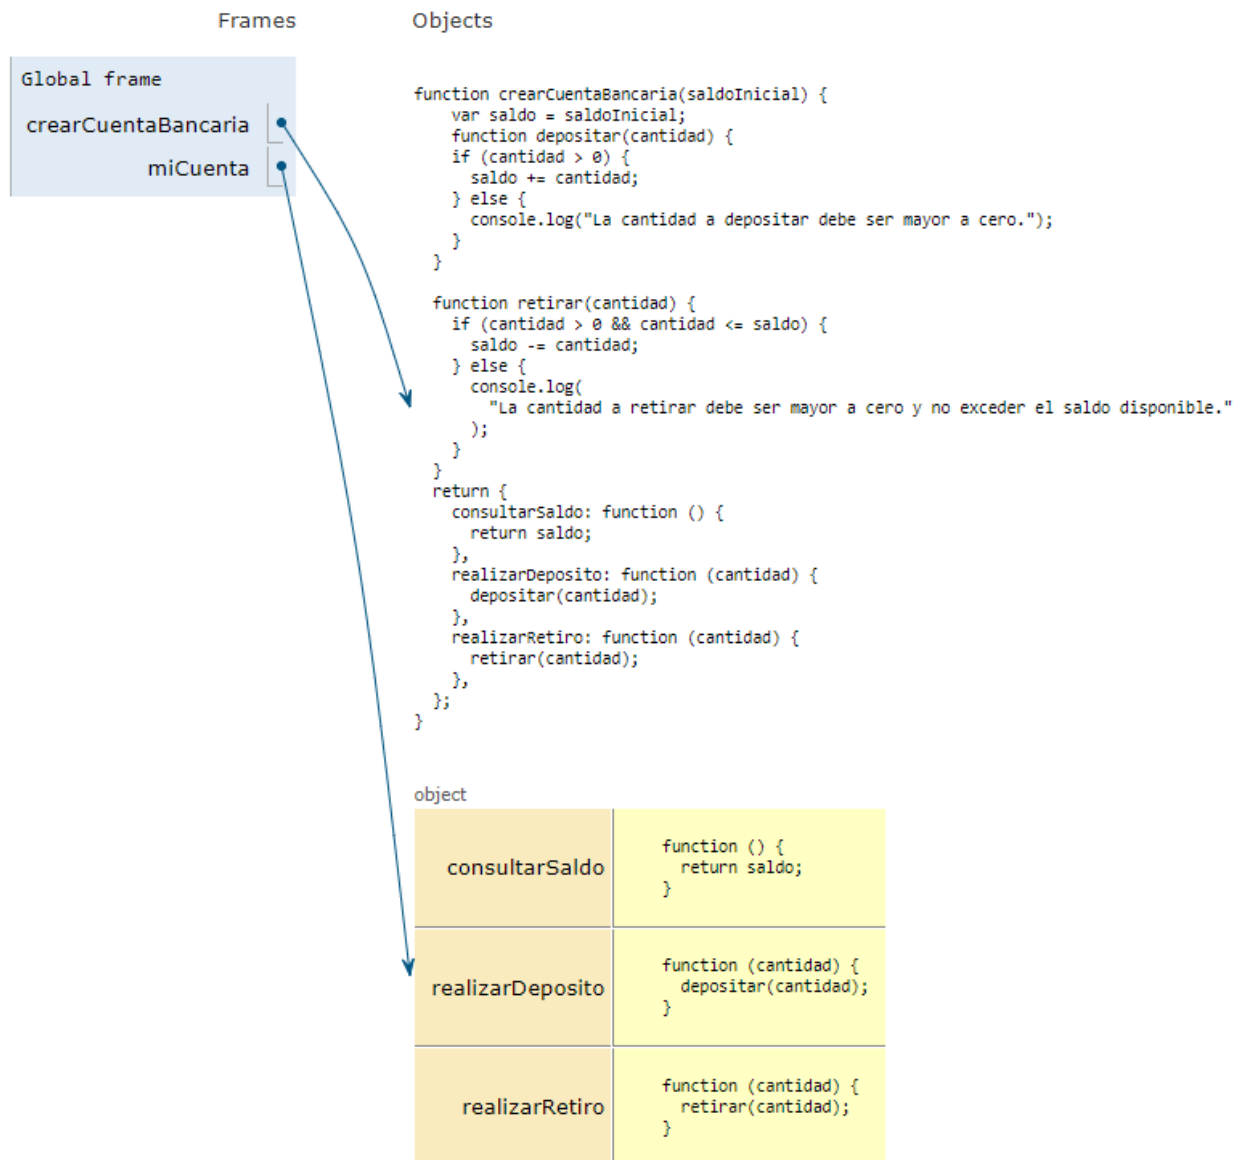 Frames
Objects
Global frame
crearCuentaBancaria
miCuenta
function crearCuentaBancaria(saldoInicial) {
    var saldo = saldoInicial;
    function depositar(cantidad) {
    if (cantidad > 0) {
      saldo += cantidad;
    } else {
      console.log("La cantidad a depositar debe ser mayor a cero.");
    }
  }

  function retirar(cantidad) {
    if (cantidad > 0 && cantidad <= saldo) {
      saldo -= cantidad;
    } else {
      console.log(
        "La cantidad a retirar debe ser mayor a cero y no exceder el saldo disponible."
      );
    }
  }
  return {
    consultarSaldo: function () {
      return saldo;
    },
    realizarDeposito: function (cantidad) {
      depositar(cantidad);
    },
    realizarRetiro: function (cantidad) {
      retirar(cantidad);
    },
  };
}
object
consultarSaldo
function () {
  return saldo;
}
realizarDeposito
function (cantidad) {
  depositar(cantidad);
}
realizarRetiro
function (cantidad) {
  retirar(cantidad);
}